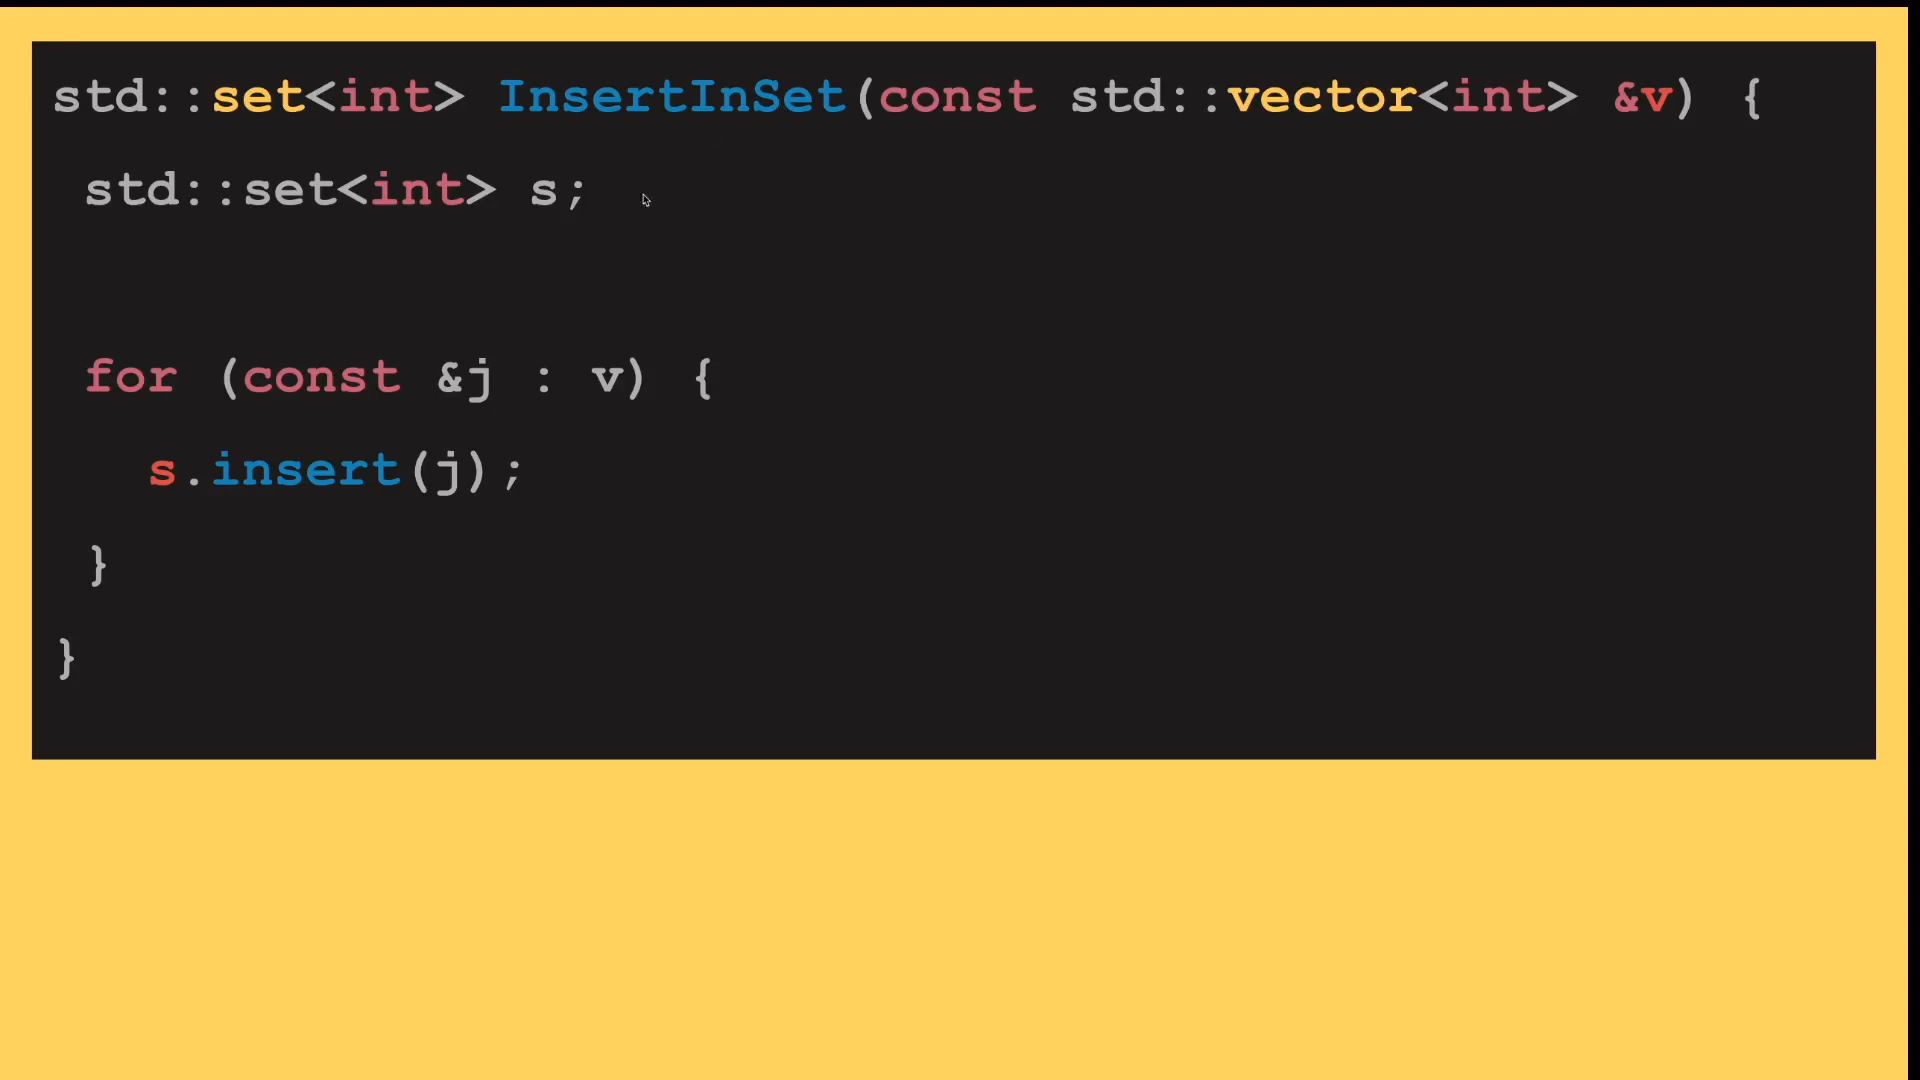 std::set<int> InsertInSet(const std::vector<int> &v) {
std::set<int> s;
for (const &j : v) {
s.insert(j);
}
}